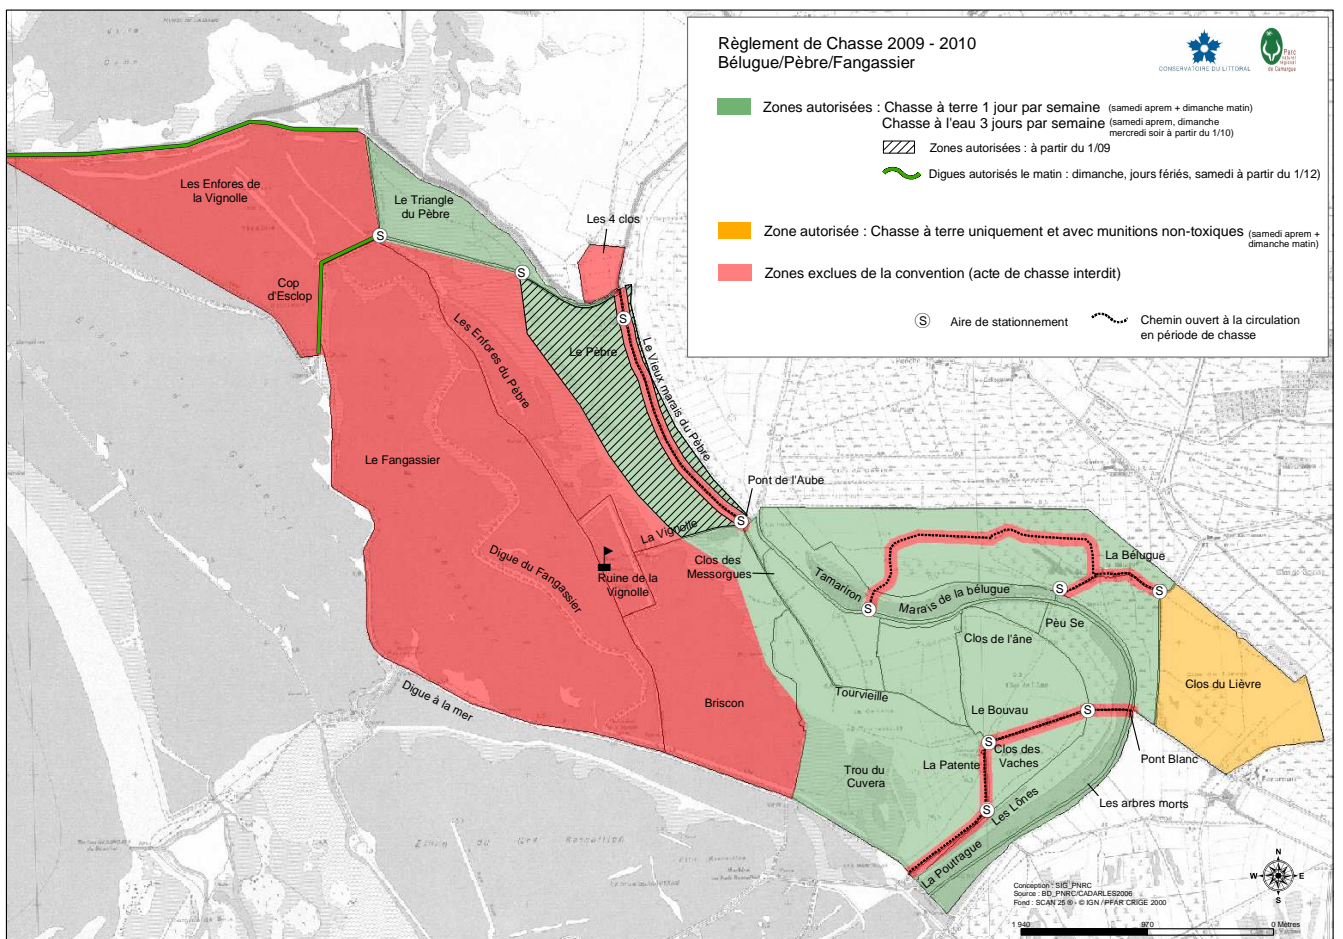 Règlement de Chasse 2009 - 2010
Bélugue/Pèbre/Fangassier
CONSERVATOIRE DU LITTORAL
Parc
naturel
régional
de Camargue
Zones autorisées : Chasse à terre 1 jour par semaine (samedi aprem + dimanche matin)
Chasse à l'eau 3 jours par semaine (samedi aprem, dimanche
mercredi soir à partir du 1/10)
Zones autorisées : à partir du 1/09
Digues autorisés le matin : dimanche, jours fériés, samedi à partir du 1/12)
Zone autorisée : Chasse à terre uniquement et avec munitions non-toxiques (samedi aprem +
dimanche matin)
Zones exclues de la convention (acte de chasse interdit)
S Aire de stationnement
Chemin ouvert à la circulation
en période de chasse
Les Enfores de
la Vignolle
Le Triangle
du Pèbre
Les 4 clos
S
S
S
Cop
d'Esclop
Les Enfores du Pèbre
Le Pèbre
Le Vieux marais du Pèbre
Le Fangassier
Pont de l'Aube
S
La Vignolle
Digue du Fangassier
Ruine de la
Vignolle
Clos des
Messorgues
Tamariron
Marais de la bélugue
La Bélugue
S
S
S
Pèu Se
Clos de l'âne
Clos du Lièvre
Digue à la mer
Briscon
Tourvieille
Le Bouvau
S
S
Clos des
Vaches
La Patente
Pont Blanc
Trou du
Cuvera
S
Les Lônes
Les arbres morts
La Poutrague
Conception : SIG_PNRC
Source : BD_PNRC/CADARLES2006
Fond : SCAN 25 ® - © IGN / PFAR CRIGE 2000
N
W
E
S
1 940
970
0 Mètres